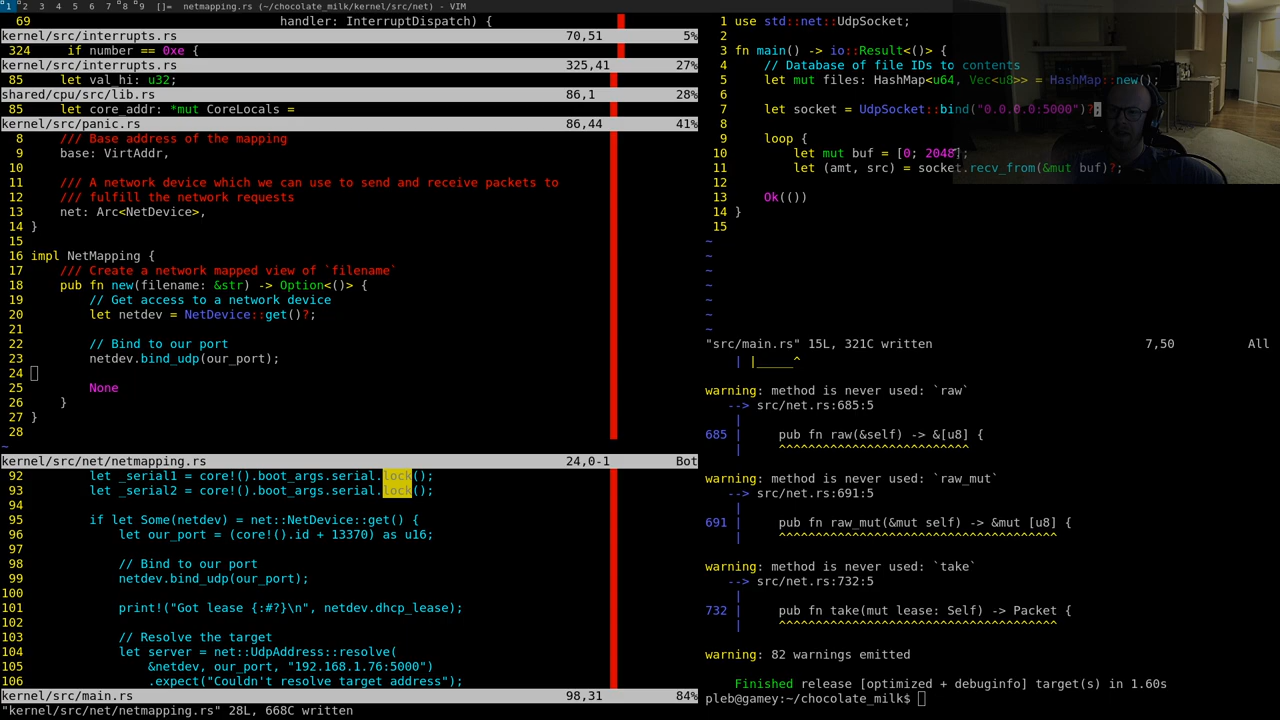 1 2 3 4 5 6 7 8 9 []= netmapping.rs (~/chocolate_milk/kernel/src/net) - VIM
69 handler: InterruptDispatch) {
kernel/src/interrupts.rs 70,51 5%
324 if number == 0xe {
kernel/src/interrupts.rs 325,41 27%
85 let val_hi: u32;
shared/cpu/src/lib.rs 86,1 28%
85 let core_addr: *mut CoreLocals =
kernel/src/panic.rs 86,44 41%
8 /// Base address of the mapping
9 base: VirtAddr,
10
11 /// A network device which we can use to send and receive packets to
12 /// fulfill the network requests
13 net: Arc<NetDevice>,
14 }
15
16 impl NetMapping {
17 /// Create a network mapped view of `filename`
18 pub fn new(filename: &str) -> Option<()> {
19 // Get access to a network device
20 let netdev = NetDevice::get()?;
21
22 // Bind to our port
23 netdev.bind_udp(our_port);
24
25 None
26 }
27 }
28
~
kernel/src/net/netmapping.rs 24,0-1 Bot
92 let _serial1 = core!().boot_args.serial.lock();
93 let _serial2 = core!().boot_args.serial.lock();
94
95 if let Some(netdev) = net::NetDevice::get() {
96 let our_port = (core!().id + 13370) as u16;
97
98 // Bind to our port
99 netdev.bind_udp(our_port);
100
101 print!("Got lease {:#?}\n", netdev.dhcp_lease);
102
103 // Resolve the target
104 let server = net::UdpAddress::resolve(
105 &netdev, our_port, "192.168.1.76:5000")
106 .expect("Couldn't resolve target address");
kernel/src/main.rs 98,31 84%
"kernel/src/net/netmapping.rs" 28L, 668C written
1 use std::net::UdpSocket;
2
3 fn main() -> io::Result<()> {
4 // Database of file IDs to contents
5 let mut files: HashMap<u64, Vec<u8>> = HashMap::new();
6
7 let socket = UdpSocket::bind("0.0.0.0:5000")?;
8
9 loop {
10 let mut buf = [0; 2048];
11 let (amt, src) = socket.recv_from(&mut buf)?;
12
13 Ok(())
14 }
15
~
~
~
~
~
~
~
"src/main.rs" 15L, 321C written 7,50 All
| |_____^
warning: method is never used: `raw`
--> src/net.rs:685:5
|
685 | pub fn raw(&self) -> &[u8] {
| ^^^^^^^^^^^^^^^^^^^^^^^^^^
warning: method is never used: `raw_mut`
--> src/net.rs:691:5
|
691 | pub fn raw_mut(&mut self) -> &mut [u8] {
| ^^^^^^^^^^^^^^^^^^^^^^^^^^^^^^^^^^^^^^
warning: method is never used: `take`
--> src/net.rs:732:5
|
732 | pub fn take(mut lease: Self) -> Packet {
| ^^^^^^^^^^^^^^^^^^^^^^^^^^^^^^^^^^^^^^
warning: 82 warnings emitted
Finished release [optimized + debuginfo] target(s) in 1.60s
pleb@gamey:~/chocolate_milk$